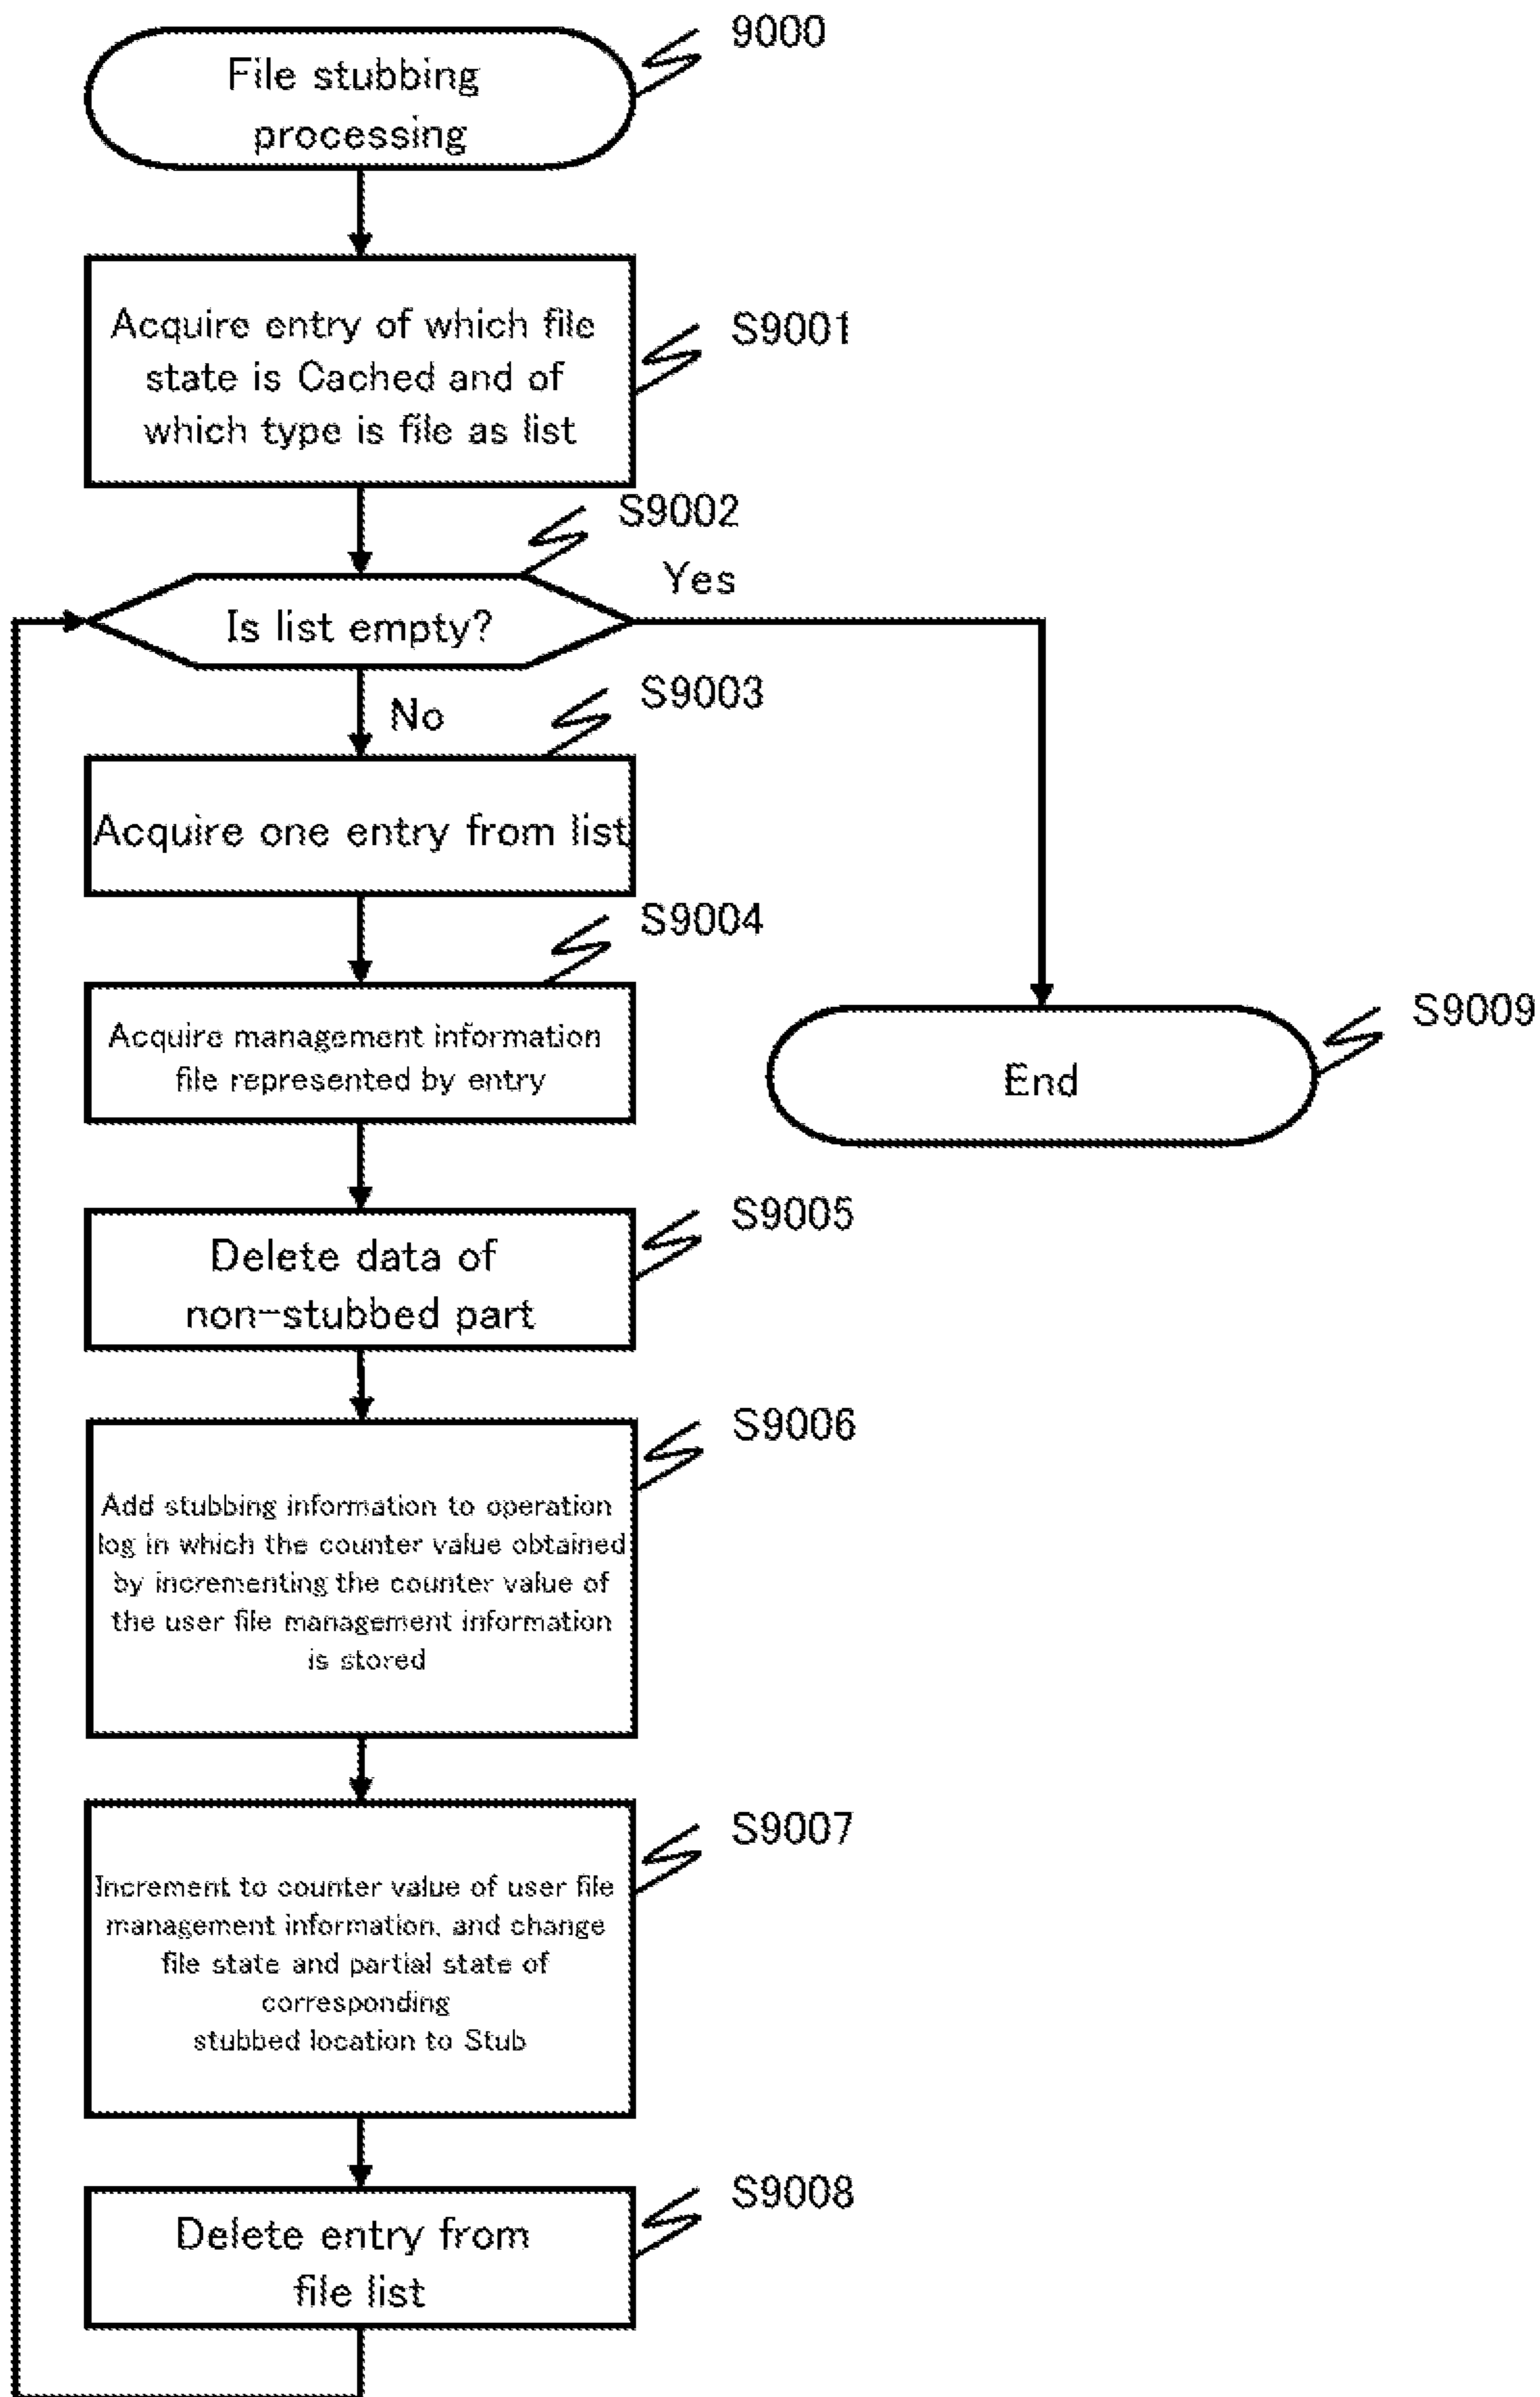 9000
File stubbing
processing
S9001
Acquire entry of which file
state is Cached and of
which type is file as list
S9002
Yes
Is list empty?
S9003
No
Acquire one entry from list
S9004
Acquire management information
file represented by entry
S9009
End
S9005
Delete data of
non-stubbed part
S9006
Add stubbing information to operation
log in which the counter value obtained
by incrementing the counter value of
the user file management information
is stored
S9007
Increment to counter value of user file
management information, and change
file state and partial state of
corresponding
stubbed location to Stub
S9008
Delete entry from
file list